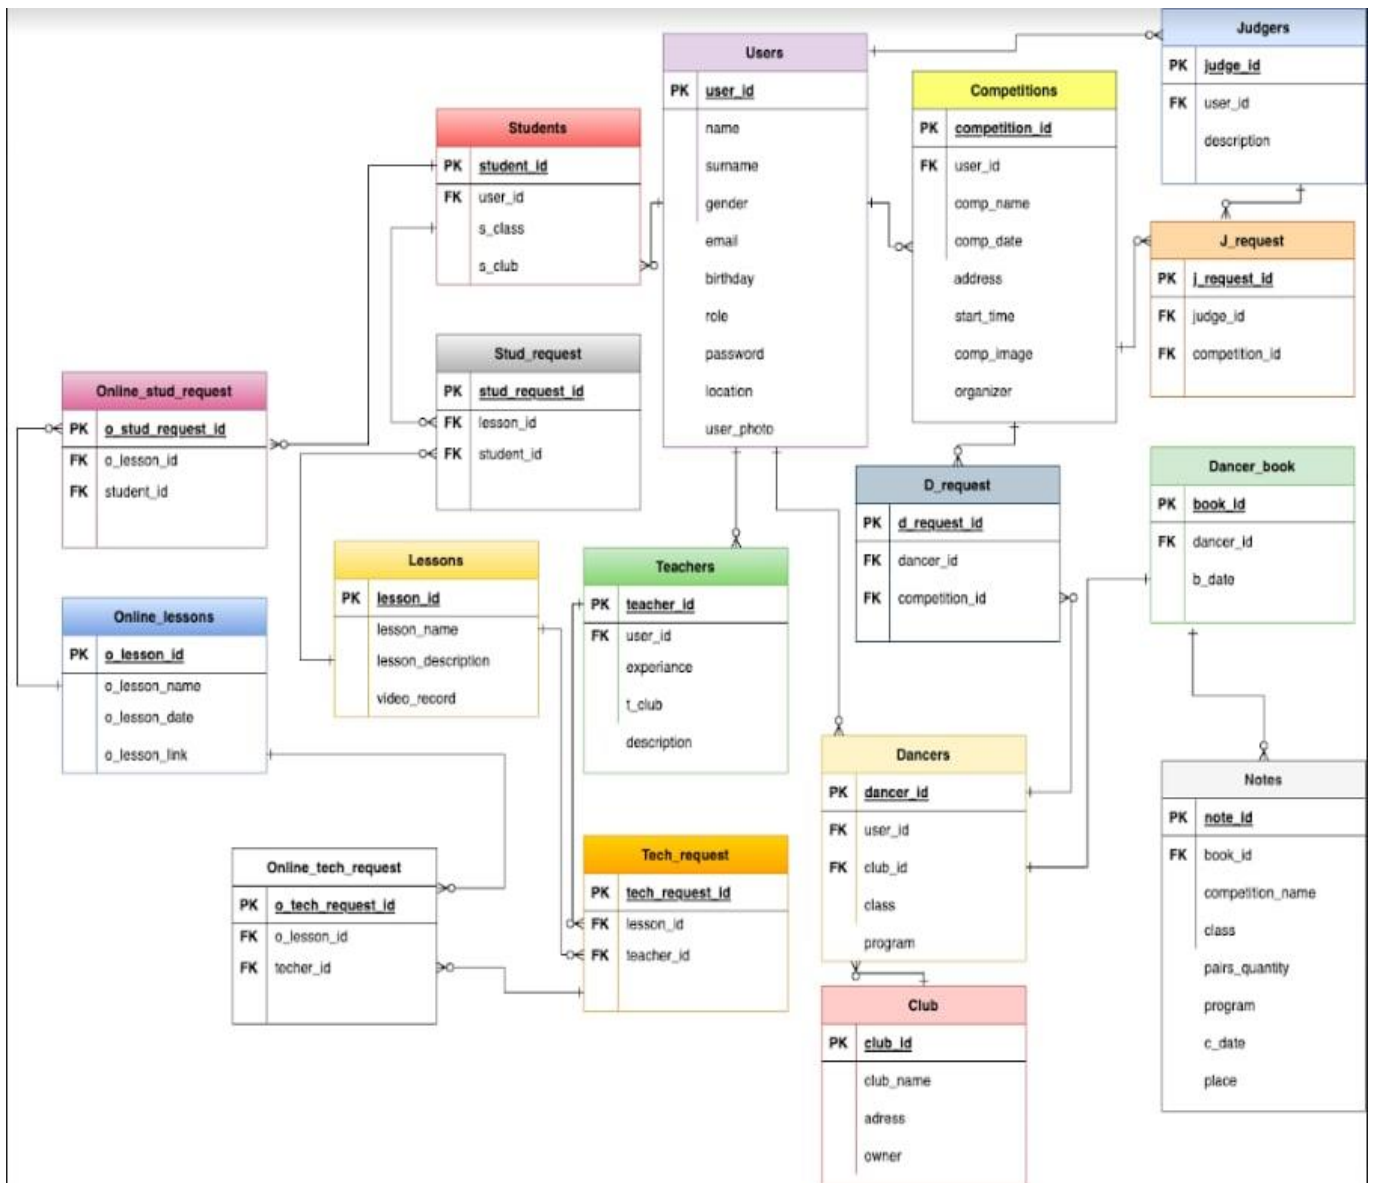 Judgers
PK judge_id
FK user_id
description
Users
PK user_id
name
surname
gender
email
birthday
role
password
location
user_photo
Competitions
PK competition_id
FK user_id
comp_name
comp_date
address
start_time
comp_image
organizer
Students
PK student_id
FK user_id
s_class
s_club
J_request
PK j_request_id
FK judge_id
FK competition_id
Stud_request
PK stud_request_id
FK lesson_id
FK student_id
Online_stud_request
PK o_stud_request_id
FK o_lesson_id
FK student_id
Dancer_book
PK book_id
FK dancer_id
b_date
D_request
PK d_request_id
FK dancer_id
FK competition_id
Lessons
PK lesson_id
lesson_name
lesson_description
video_record
Teachers
PK teacher_id
FK user_id
experiance
t_club
description
Online_lessons
PK o_lesson_id
o_lesson_name
o_lesson_date
o_lesson_link
Dancers
PK dancer_id
FK user_id
FK club_id
class
program
Notes
PK note_id
FK book_id
competition_name
class
pairs_quantity
program
c_date
place
Online_tech_request
PK o_tech_request_id
FK o_lesson_id
FK techer_id
Tech_request
PK tech_request_id
FK lesson_id
FK teacher_id
Club
PK club_id
club_name
adress
owner